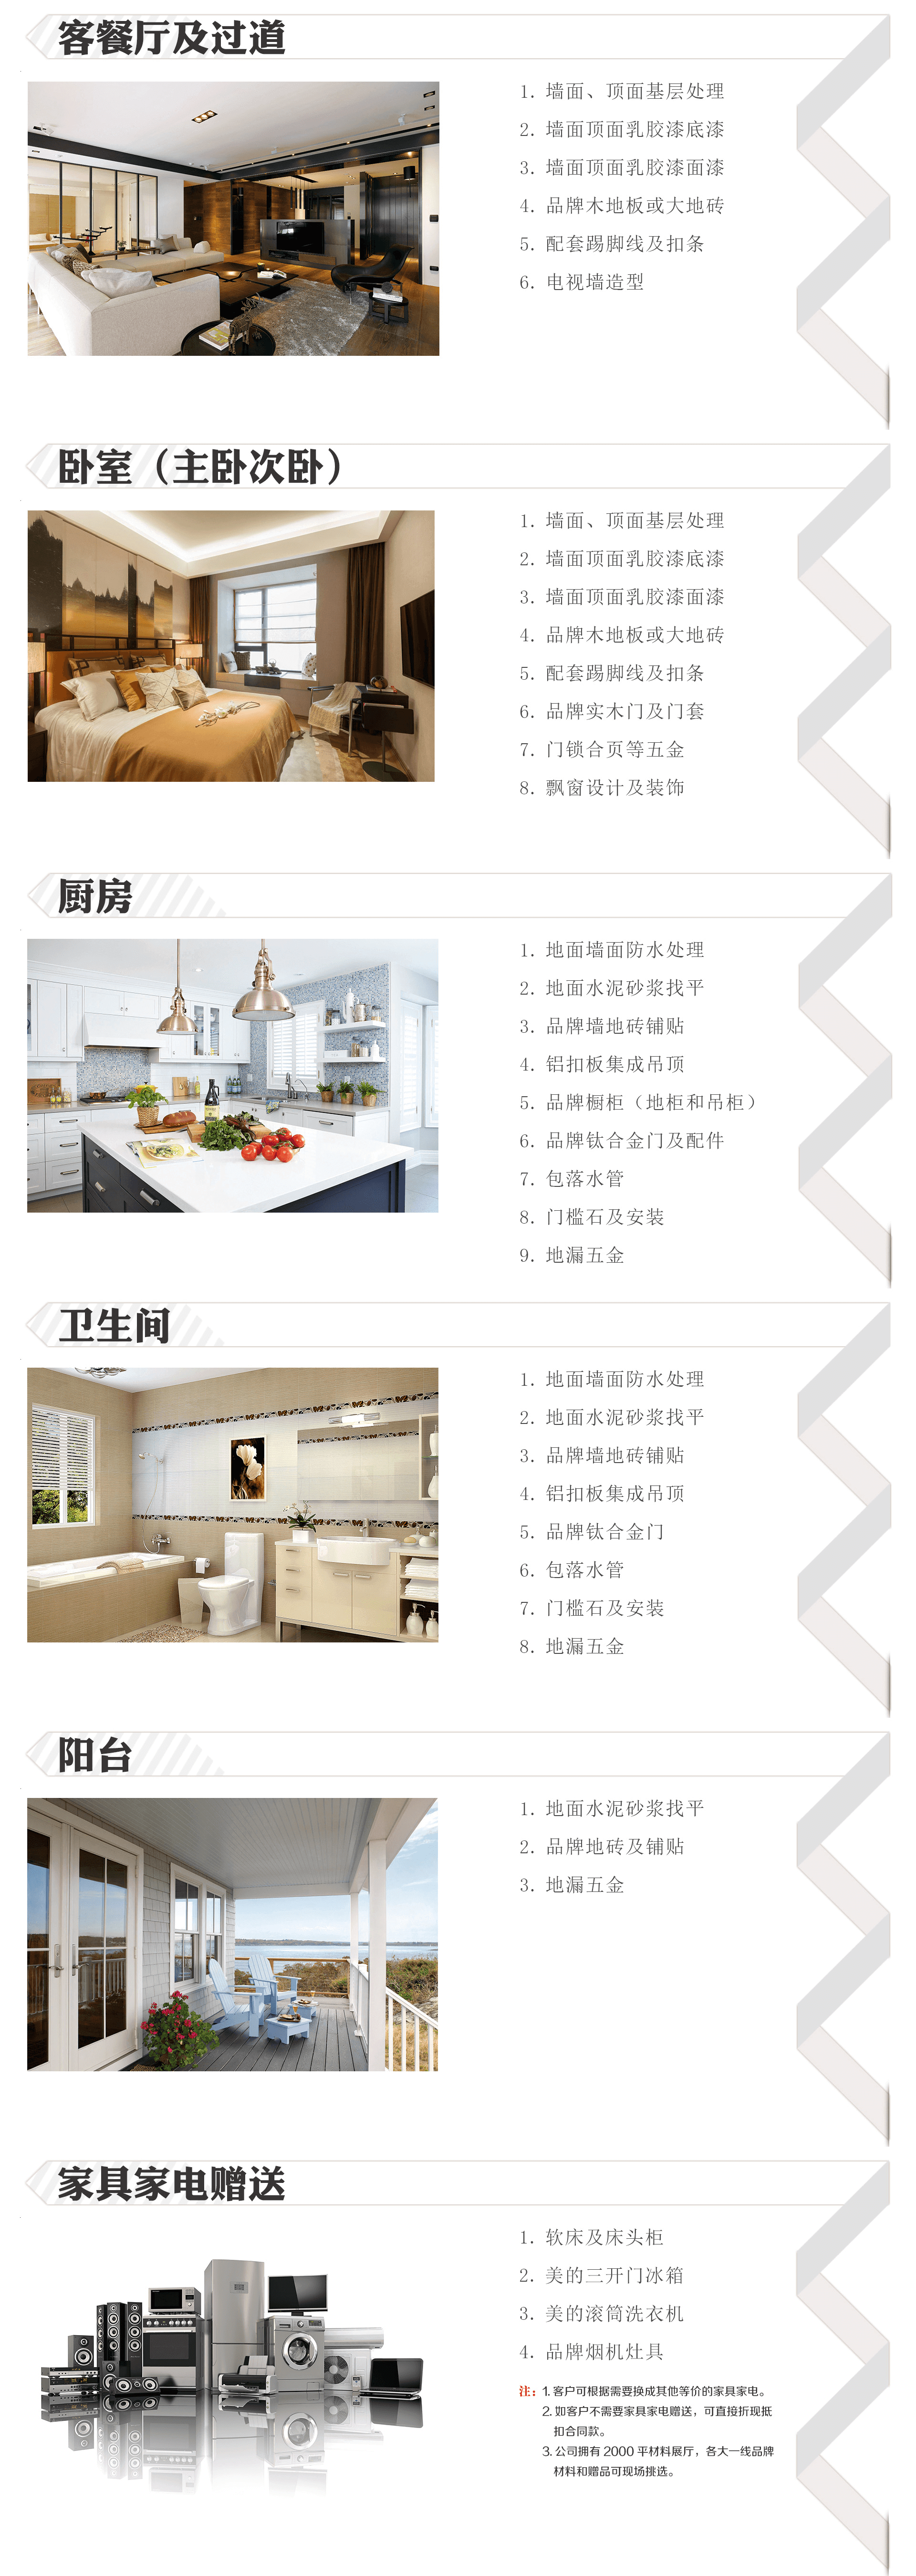 客餐厅及过道
1. 墙面、顶面基层处理
2. 墙面顶面乳胶漆底漆
3. 墙面顶面乳胶漆面漆
4. 品牌木地板或大地砖
5. 配套踢脚线及扣条
6. 电视墙造型
卧室（主卧次卧）
1. 墙面、顶面基层处理
2. 墙面顶面乳胶漆底漆
3. 墙面顶面乳胶漆面漆
4. 品牌木地板或大地砖
5. 配套踢脚线及扣条
6. 品牌实木门及门套
7. 门锁合页等五金
8. 飘窗设计及装饰
厨房
1. 地面墙面防水处理
2. 地面水泥砂浆找平
3. 品牌墙地砖铺贴
4. 铝扣板集成吊顶
5. 品牌橱柜（地柜和吊柜）
6. 品牌钛合金门及配件
7. 包落水管
8. 门槛石及安装
9. 地漏五金
卫生间
1. 地面墙面防水处理
2. 地面水泥砂浆找平
3. 品牌墙地砖铺贴
4. 铝扣板集成吊顶
5. 品牌钛合金门
6. 包落水管
7. 门槛石及安装
8. 地漏五金
阳台
1. 地面水泥砂浆找平
2. 品牌地砖及铺贴
3. 地漏五金
家具家电赠送
1. 软床及床头柜
2. 美的三开门冰箱
3. 美的滚筒洗衣机
4. 品牌烟机灶具
注：1. 客户可根据需要换成其他等价的家具家电。
2. 如客户不需要家具家电赠送，可直接折现抵
扣合同款。
3. 公司拥有 2000 平材料展厅，各大一线品牌
材料和赠品可现场挑选。